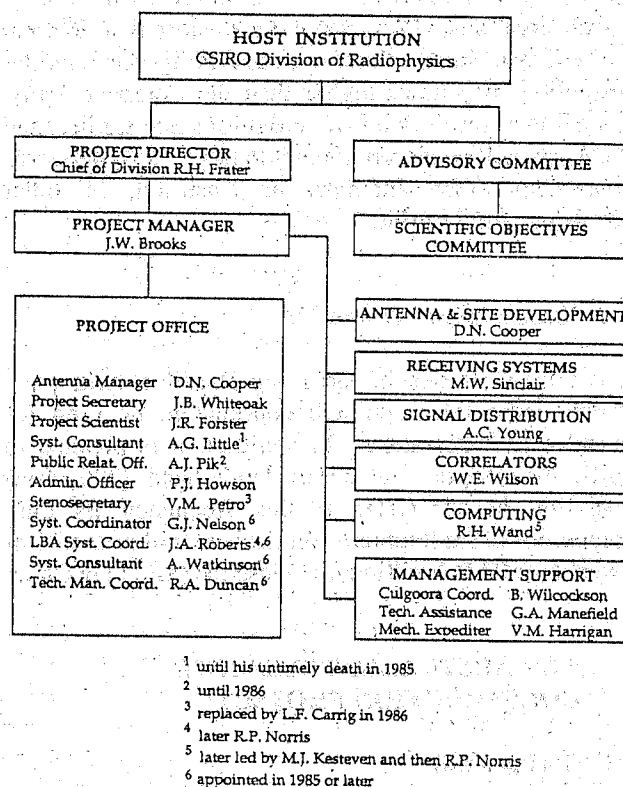 HOST INSTITUTION
CSIRO Division of Radiophysics
PROJECT DIRECTOR
Chief of Division R.H. Frater
ADVISORY COMMITTEE
PROJECT MANAGER
J.W. Brooks
SCIENTIFIC OBJECTIVES
COMMITTEE
PROJECT OFFICE
Antenna Manager D.N. Cooper
Project Secretary J.B. Whiteoak
Project Scientist J.R. Forster
Syst. Consultant A.G. Little¹
Public Relat. Off. A.J. Pik²
Admin. Officer P.J. Howson
Stenosecretary V.M. Petro³
Syst. Coordinator G.J. Nelson⁶
LBA Syst. Coord. J.A. Roberts⁴,⁶
Syst. Consultant A. Watkinson⁶
Tech. Man. Coord. R.A. Duncan⁶
ANTENNA & SITE DEVELOPMENT
D.N. Cooper
RECEIVING SYSTEMS
M.W. Sinclair
SIGNAL DISTRIBUTION
A.C. Young
CORRELATORS
W.E. Wilson
COMPUTING
R.H. Wand⁵
MANAGEMENT SUPPORT
Culgoora Coord. B. Wilcockson
Tech. Assistance G.A. Manefield
Mech. Expediter V.M. Harrigan
¹ until his untimely death in 1985
² until 1986
³ replaced by L.F. Carrig in 1986
⁴ later R.P. Norris
⁵ later led by M.J. Kesteven and then R.P. Norris
⁶ appointed in 1985 or later